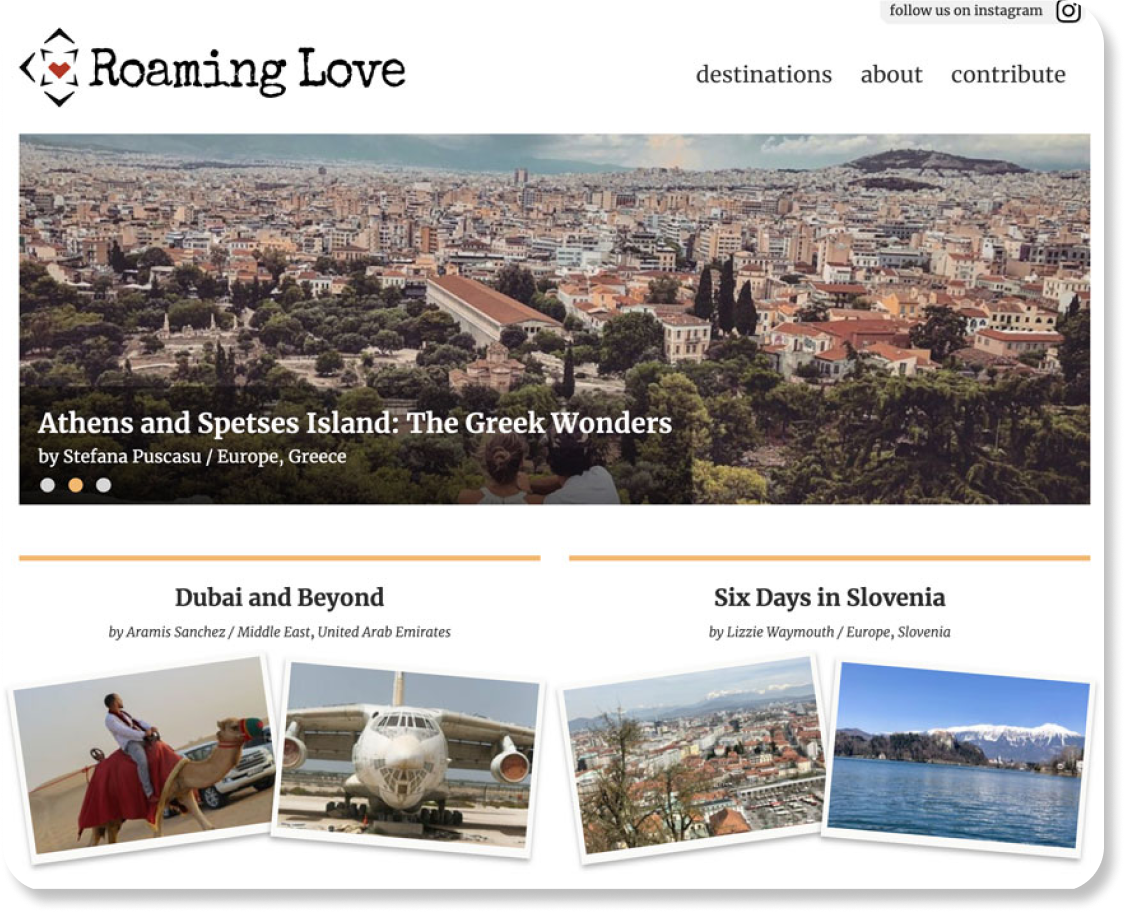 follow us on instagram
Roaming Love
destinations about contribute
Athens and Spetses Island: The Greek Wonders
by Stefana Puscasu / Europe, Greece
Dubai and Beyond
by Aramis Sanchez / Middle East, United Arab Emirates
Six Days in Slovenia
by Lizzie Waymouth / Europe, Slovenia